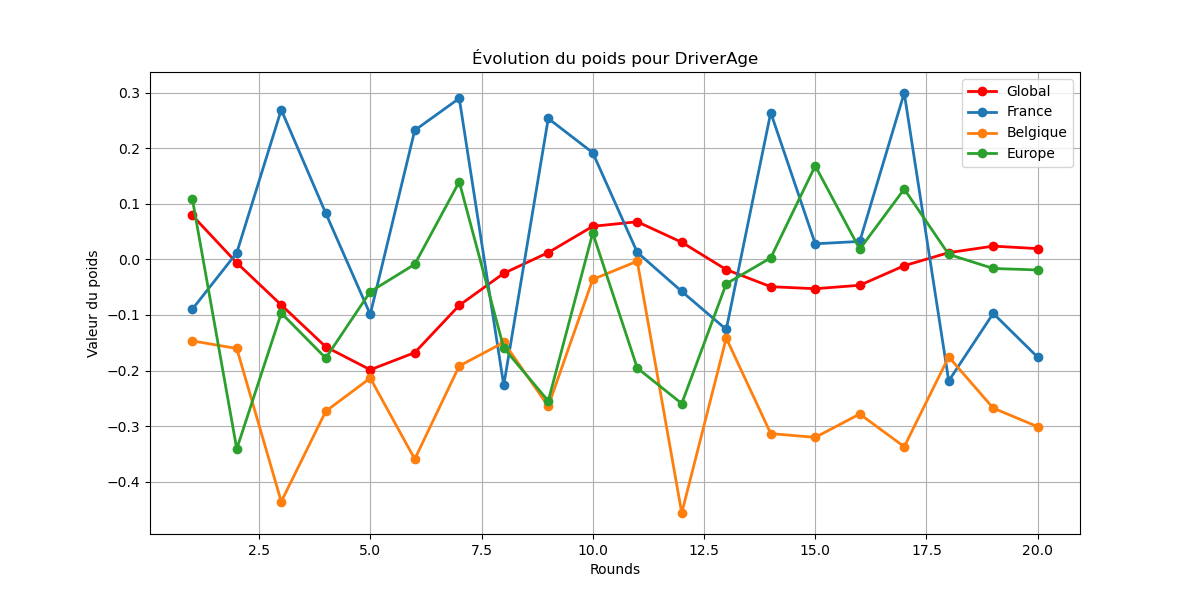 Évolution du poids pour DriverAge
Global
France
Belgique
Europe
Valeur du poids
0.3
0.2
0.1
0.0
−0.1
−0.2
−0.3
−0.4
2.5 5.0 7.5 10.0 12.5 15.0 17.5 20.0
Rounds